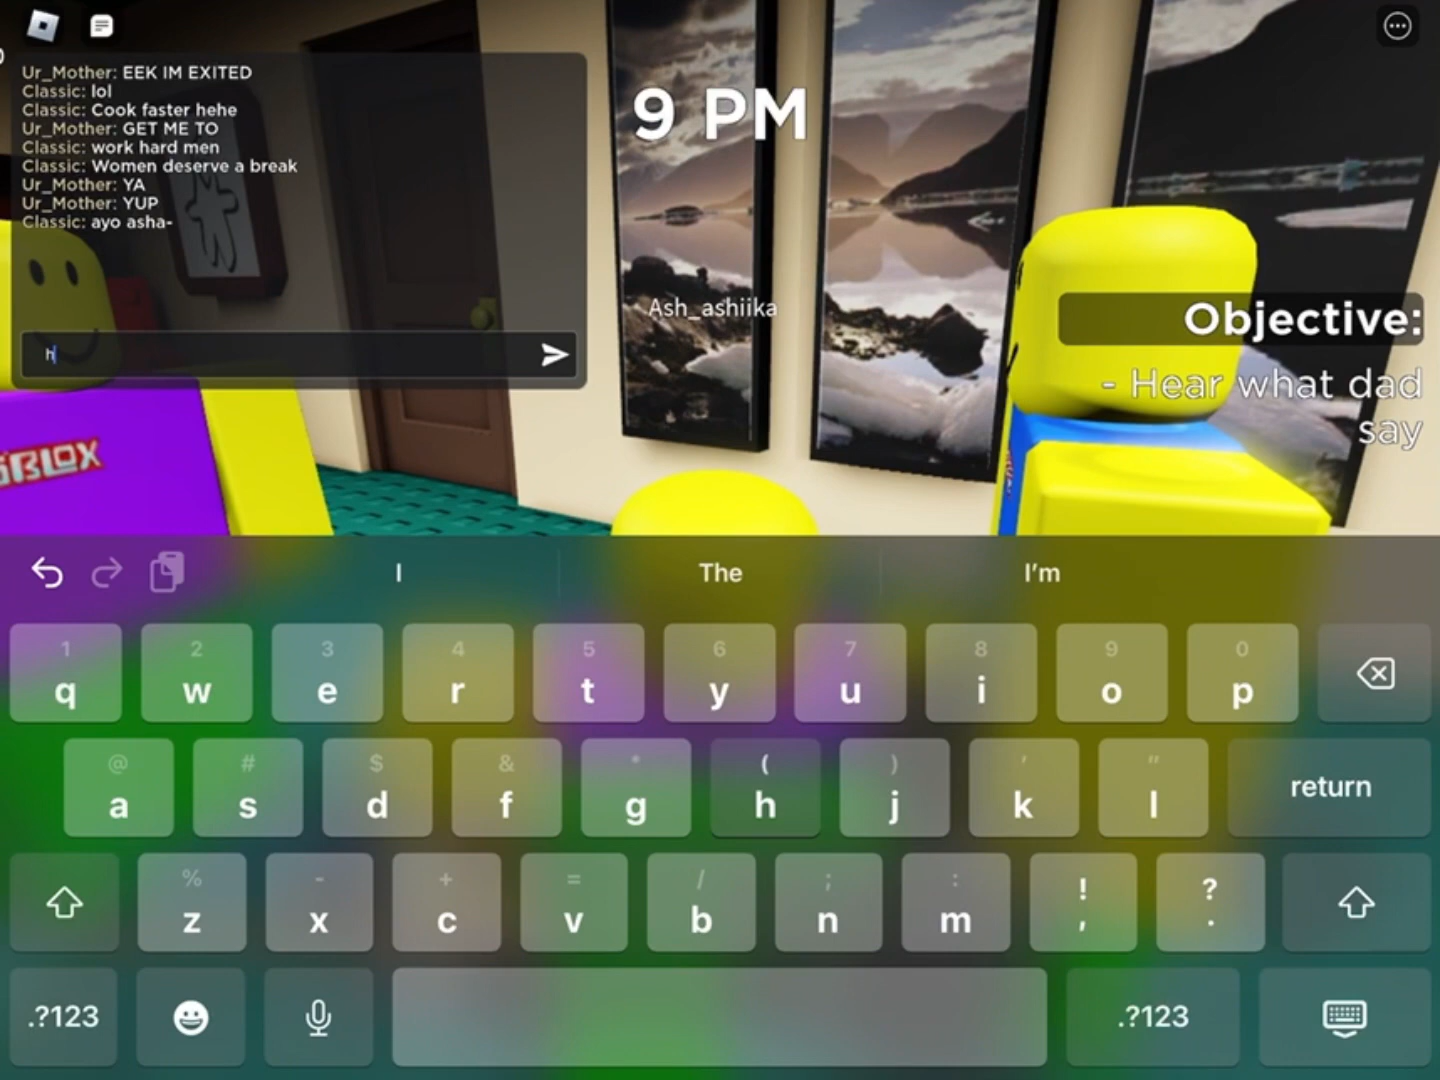 Ur_Mother: EEK IM EXITED
Classic: lol
Classic: Cook faster hehe
Ur_Mother: GET ME TO
Classic: work hard men
Classic: Women deserve a break
Ur_Mother: YA
Ur_Mother: YUP
Classic: ayo asha-
h
9 PM
Ash_ashiika
Objective:
- Hear what dad
say
ROBLOX
I The I'm
1 2 3 4 5 6 7 8 9 0
q w e r t y u i o p
@ # $ & * ( ) ' "
a s d f g h j k l return
% - + = / ; : ! ?
z x c v b n m , .
.?123 .?123